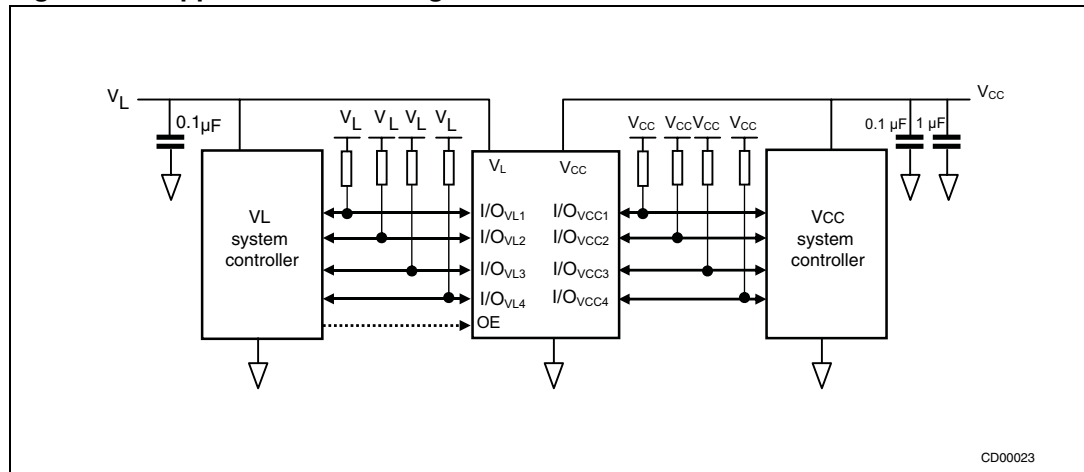 V_L
0.1µF
V_L V_L V_L V_L
V_CC V_CC V_CC V_CC
V_CC
0.1 µF 1 µF
VL
system
controller
V_L V_CC
I/O_VL1 I/O_VCC1
I/O_VL2 I/O_VCC2
I/O_VL3 I/O_VCC3
I/O_VL4 I/O_VCC4
OE
VCC
system
controller
CD00023